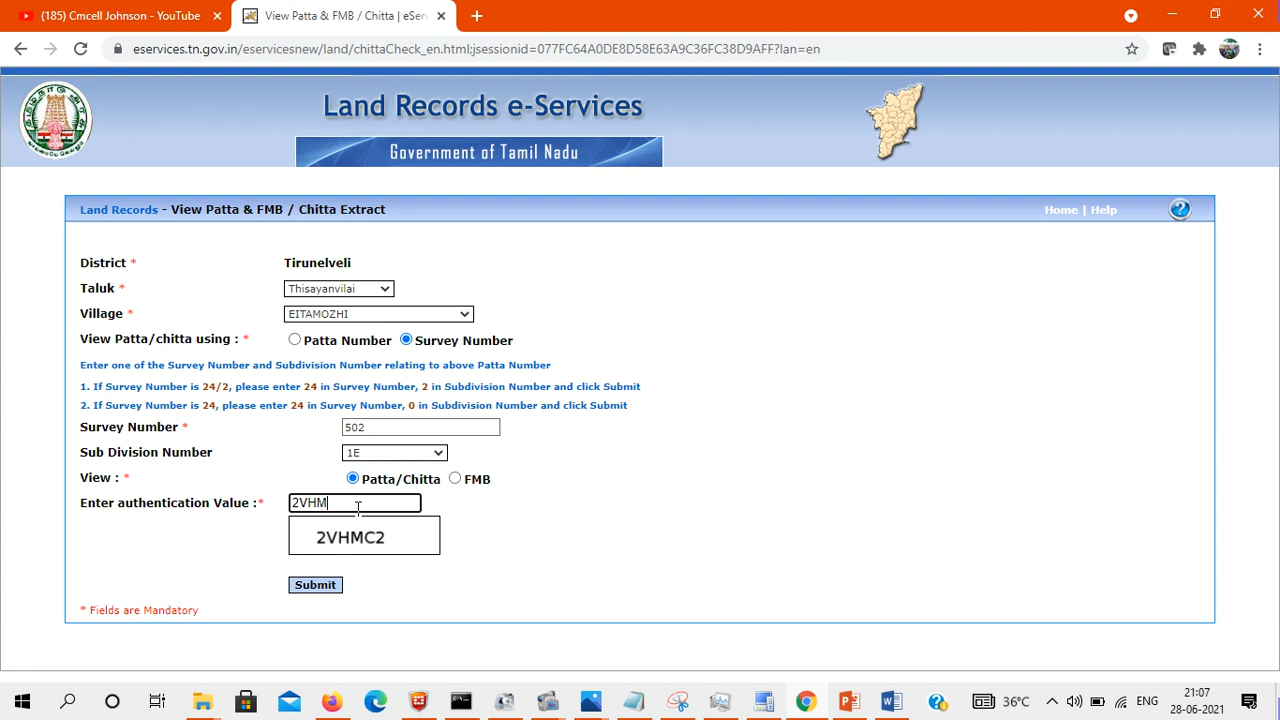 (185) Cmcell Johnson - YouTube
View Patta & FMB / Chitta | eSer
eservices.tn.gov.in/eservicesnew/land/chittaCheck_en.html;jsessionid=077FC64A0DE8D58E63A9C36FC38D9AFF?lan=en
Land Records e-Services
Government of Tamil Nadu
Land Records - View Patta & FMB / Chitta Extract
Home | Help
District * Tirunelveli
Taluk * Thisayanvilai
Village * EITAMOZHI
View Patta/chitta using : * Patta Number Survey Number
Enter one of the Survey Number and Subdivision Number relating to above Patta Number
1. If Survey Number is 24/2, please enter 24 in Survey Number, 2 in Subdivision Number and click Submit
2. If Survey Number is 24, please enter 24 in Survey Number, 0 in Subdivision Number and click Submit
Survey Number * 502
Sub Division Number 1E
View : * Patta/Chitta FMB
Enter authentication Value :* 2VHM
2VHMC2
Submit
* Fields are Mandatory
36°C
ENG
21:07
28-06-2021